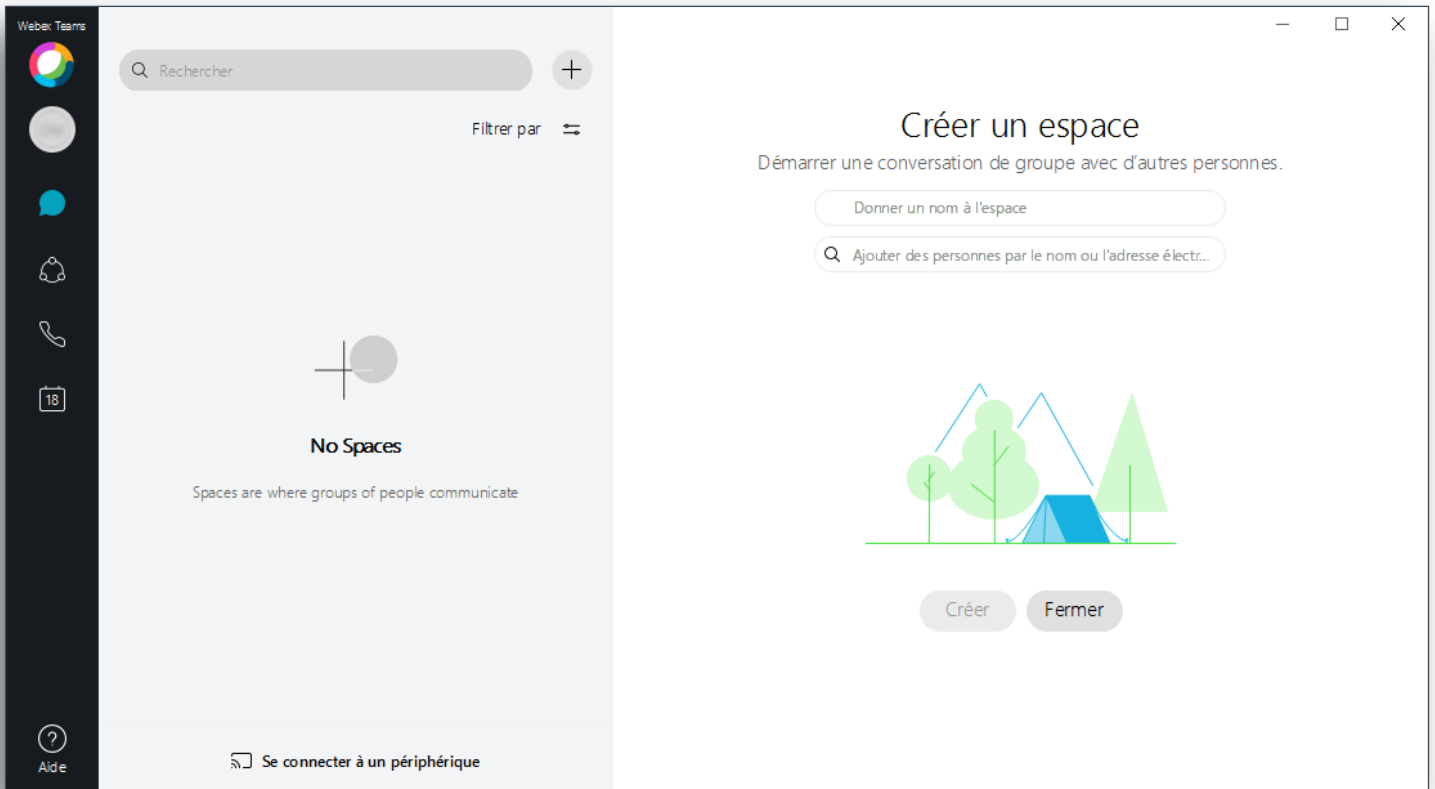 Webex Teams
Rechercher
Filtrer par
18
No Spaces
Spaces are where groups of people communicate
Aide
Se connecter à un périphérique
Créer un espace
Démarrer une conversation de groupe avec d’autres personnes.
Donner un nom à l'espace
Ajouter des personnes par le nom ou l'adresse électr...
Créer
Fermer